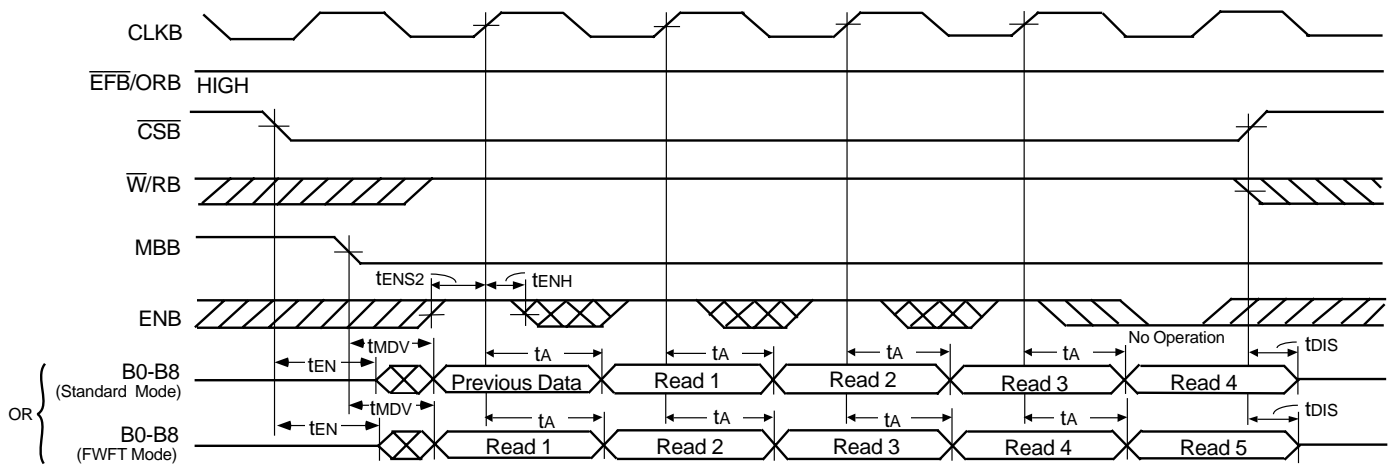 CLKB
EFB/ORB HIGH
CSB
W/RB
MBB
tENS2 tENH
ENB
No Operation
tMDV
tEN tA tA tA tA tDIS
B0-B8
(Standard Mode)
Previous Data Read 1 Read 2 Read 3 Read 4
OR
tMDV
tEN tA tA tA tA tDIS
B0-B8
(FWFT Mode)
Read 1 Read 2 Read 3 Read 4 Read 5